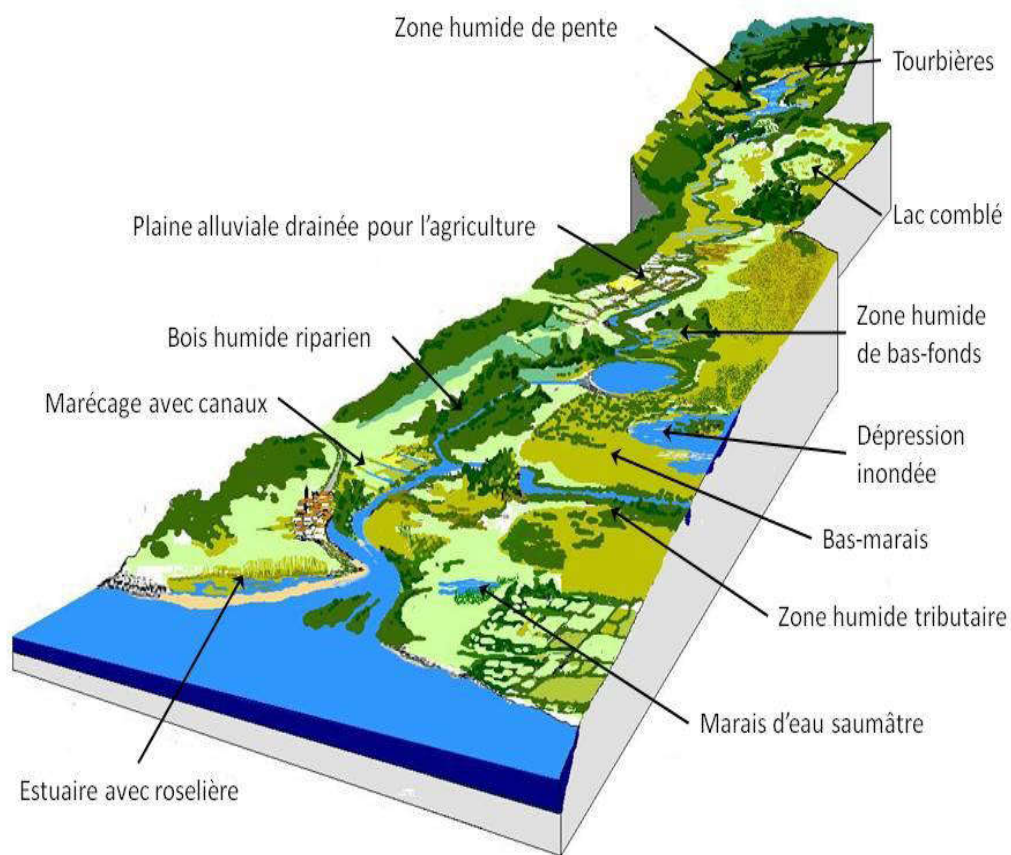 Zone humide de pente
Tourbières
Lac comblé
Plaine alluviale drainée pour l’agriculture
Zone humide
de bas-fonds
Bois humide riparien
Marécage avec canaux
Dépression
inondée
Bas-marais
Zone humide tributaire
Marais d’eau saumâtre
Estuaire avec roselière